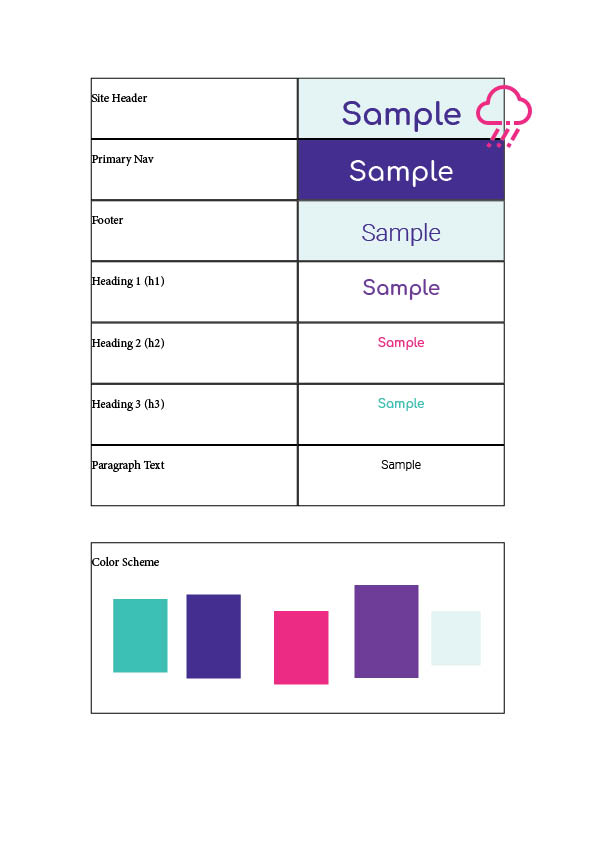 Site Header
Sample
Primary Nav
Sample
Footer
Sample
Heading 1 (h1)
Sample
Heading 2 (h2)
Sample
Heading 3 (h3)
Sample
Paragraph Text
Sample
Color Scheme